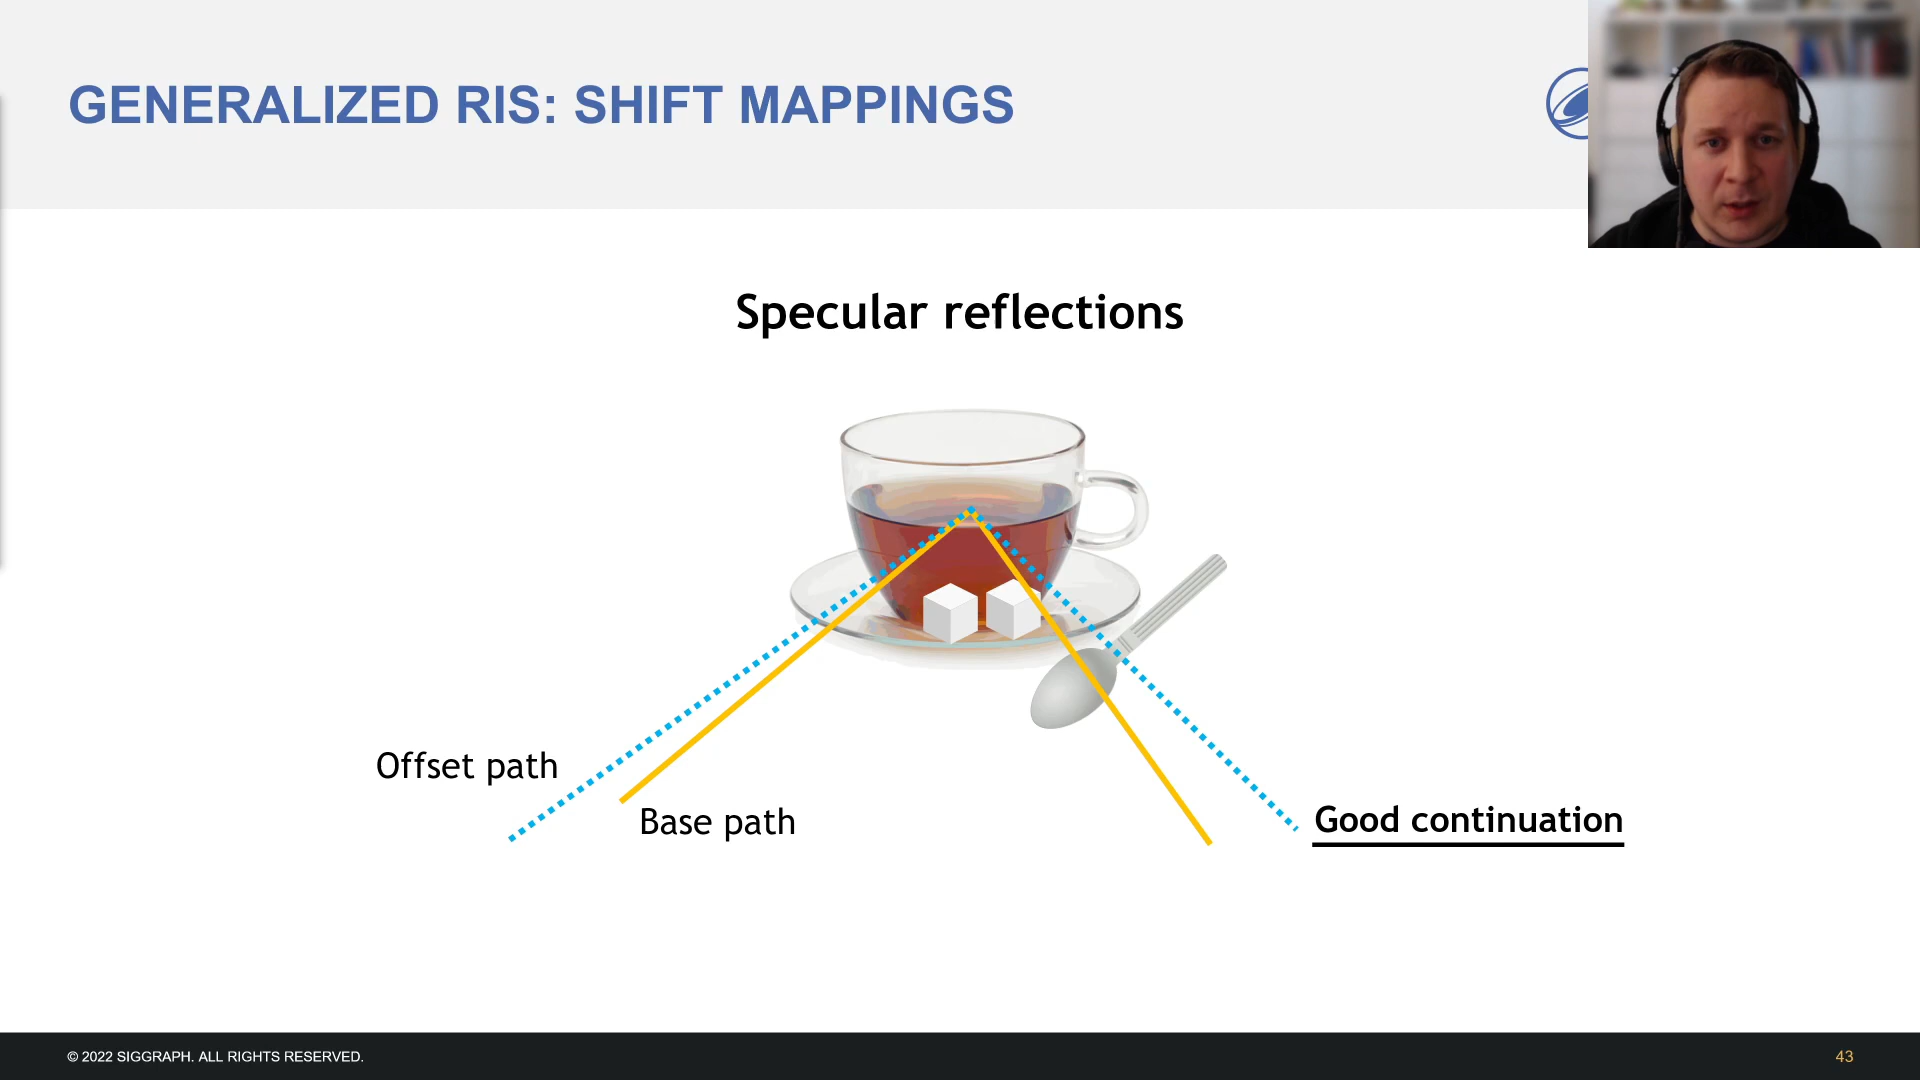 GENERALIZED RIS: SHIFT MAPPINGS
Specular reflections
Offset path
Base path
Good continuation
© 2022 SIGGRAPH. ALL RIGHTS RESERVED.
43